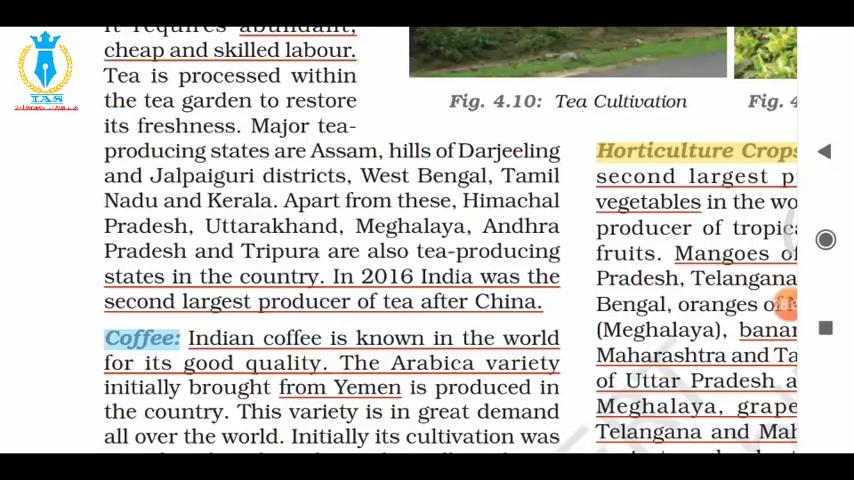 It requires abundant,
cheap and skilled labour.
Tea is processed within
the tea garden to restore
its freshness. Major tea-
producing states are Assam, hills of Darjeeling
and Jalpaiguri districts, West Bengal, Tamil
Nadu and Kerala. Apart from these, Himachal
Pradesh, Uttarakhand, Meghalaya, Andhra
Pradesh and Tripura are also tea-producing
states in the country. In 2016 India was the
second largest producer of tea after China.
Coffee: Indian coffee is known in the world
for its good quality. The Arabica variety
initially brought from Yemen is produced in
the country. This variety is in great demand
all over the world. Initially its cultivation was
Fig. 4.10: Tea Cultivation
Fig. 4
Horticulture Crops
second largest p
vegetables in the wo
producer of tropica
fruits. Mangoes of
Pradesh, Telangana
Bengal, oranges of
(Meghalaya), banan
Maharashtra and Ta
of Uttar Pradesh a
Meghalaya, grape
Telangana and Mah
IAS